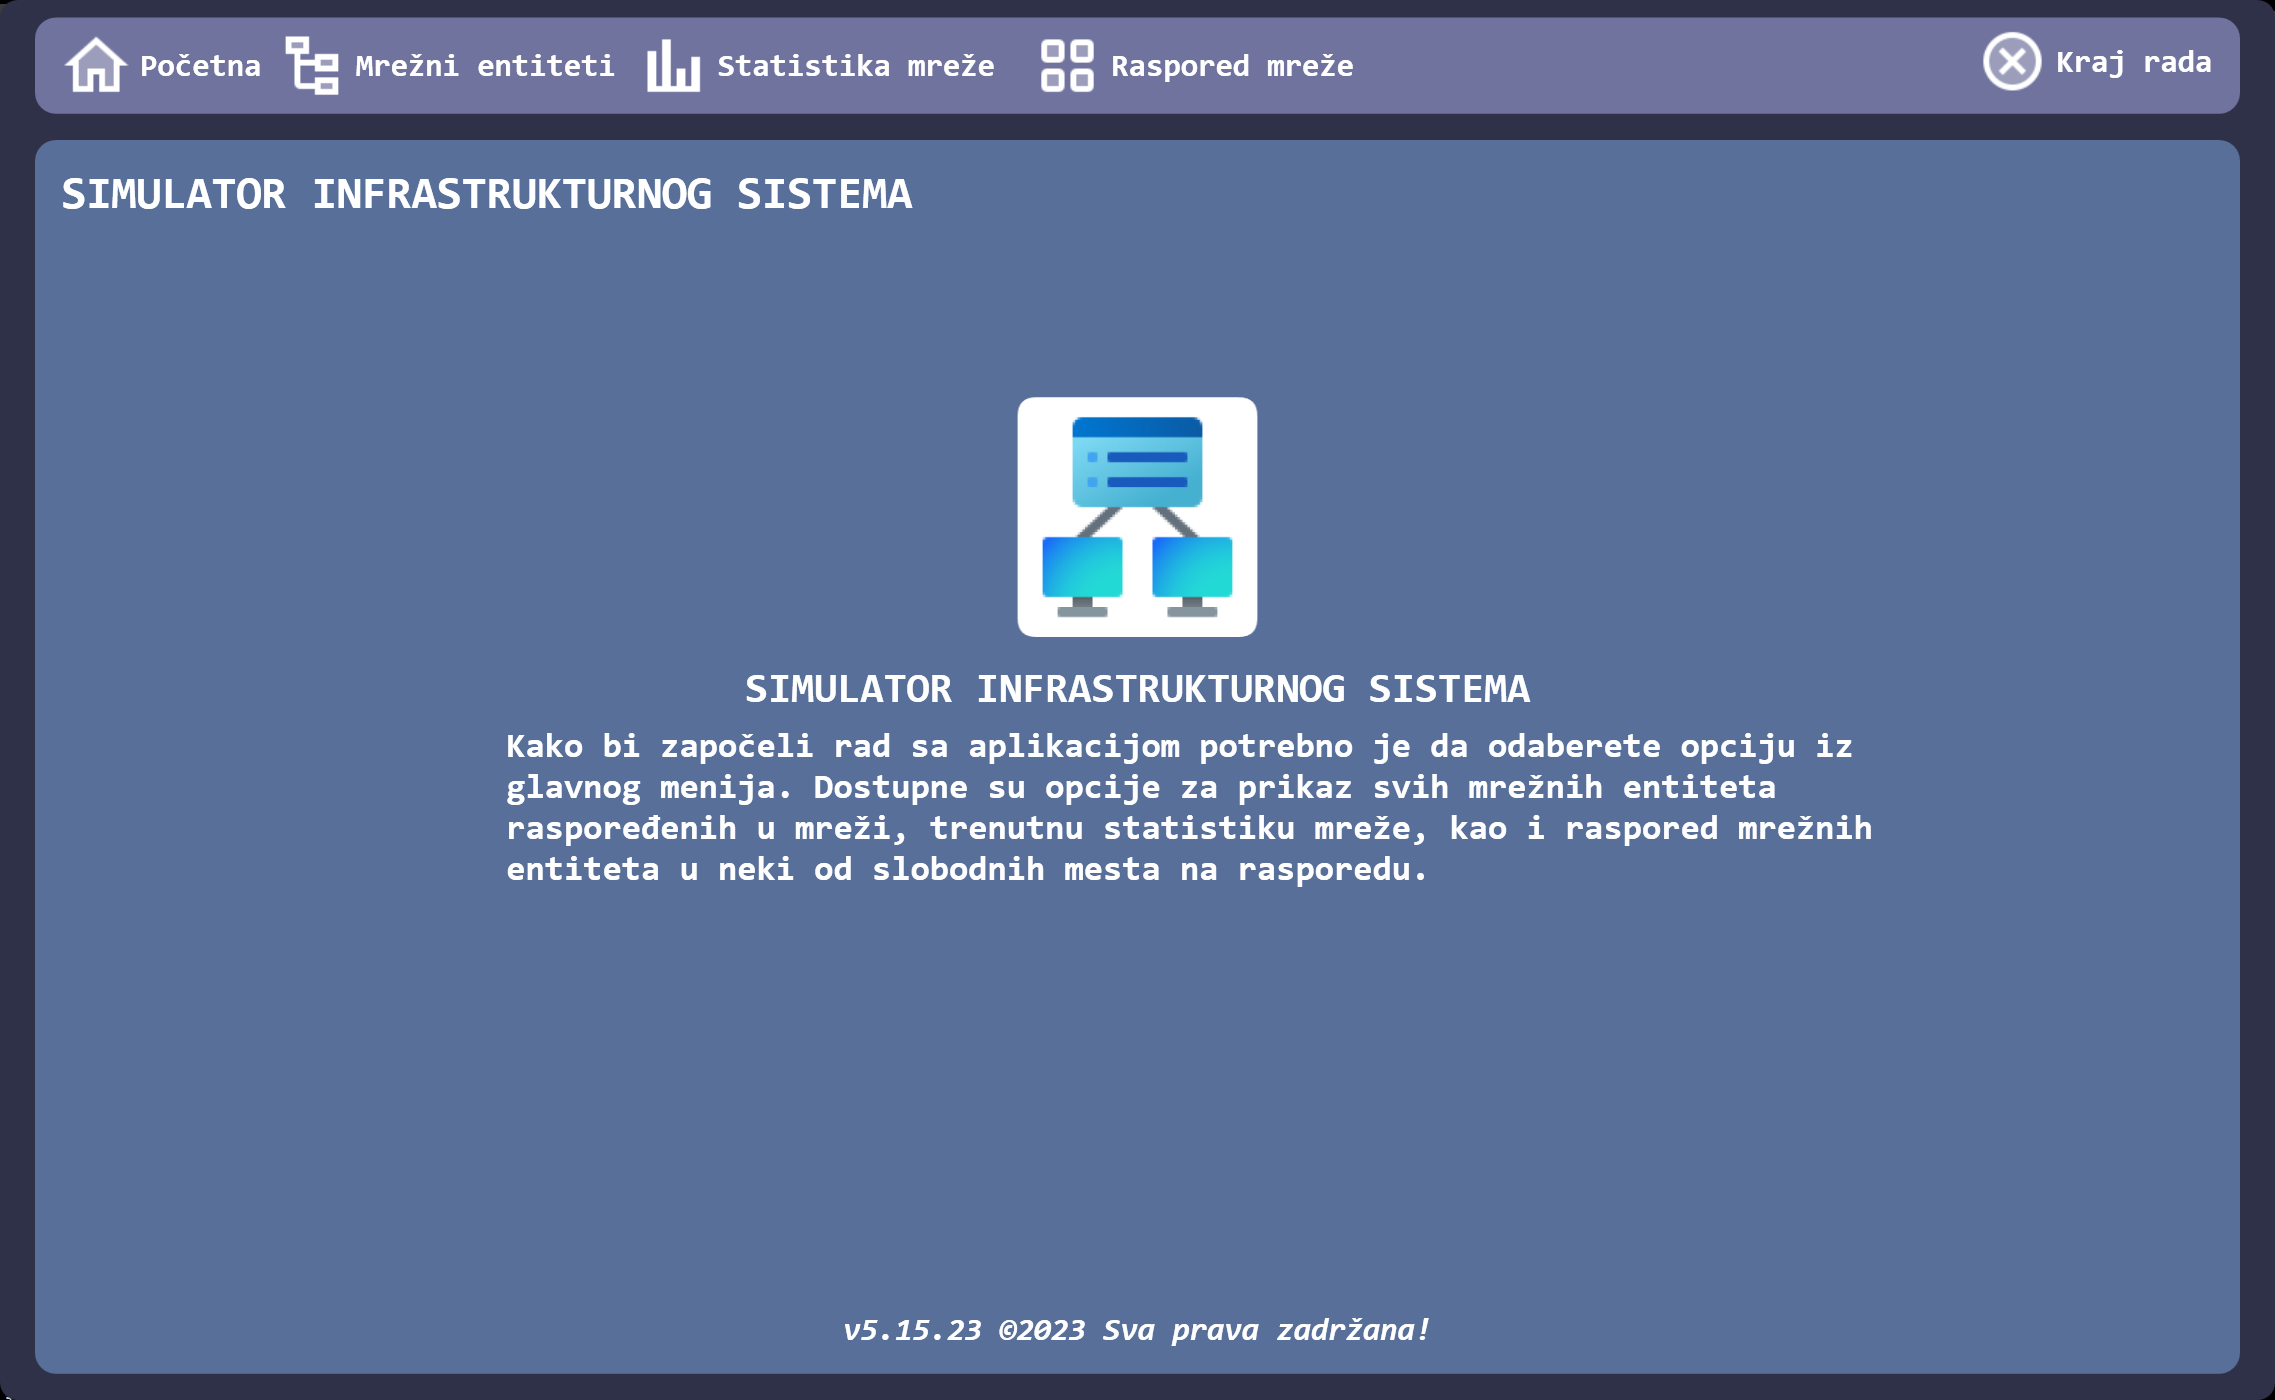 Početna
Mrežni entiteti
Statistika mreže
Raspored mreže
Kraj rada
SIMULATOR INFRASTRUKTURNOG SISTEMA
SIMULATOR INFRASTRUKTURNOG SISTEMA
Kako bi započeli rad sa aplikacijom potrebno je da odaberete opciju iz
glavnog menija. Dostupne su opcije za prikaz svih mrežnih entiteta
raspoređenih u mreži, trenutnu statistiku mreže, kao i raspored mrežnih
entiteta u neki od slobodnih mesta na rasporedu.
v5.15.23 ©2023 Sva prava zadržana!